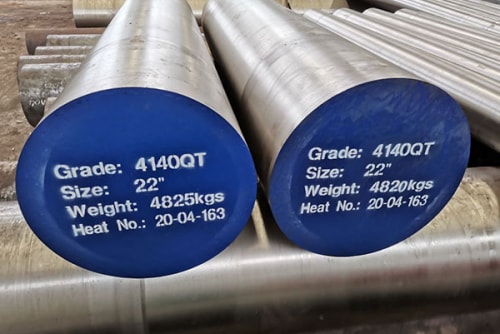 Grade: 4140QT
Size: 22"
Weight: 4825kgs
Heat No.: 20-04-163
Grade: 4140QT
Size: 22"
Weight: 4820kgs
Heat No.: 20-04-163